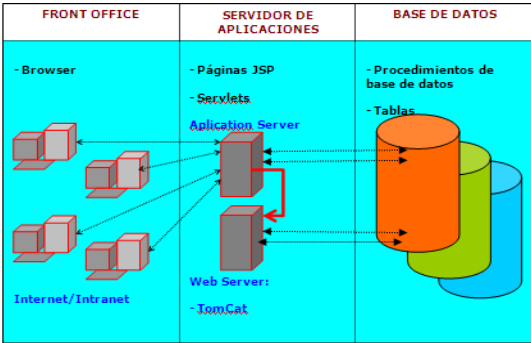 FRONT OFFICE
SERVIDOR DE
APLICACIONES
BASE DE DATOS
- Browser
Internet/Intranet
- Páginas JSP
- Servlets
Aplication Server
Web Server:
- TomCat
- Procedimientos de
base de datos
- Tablas